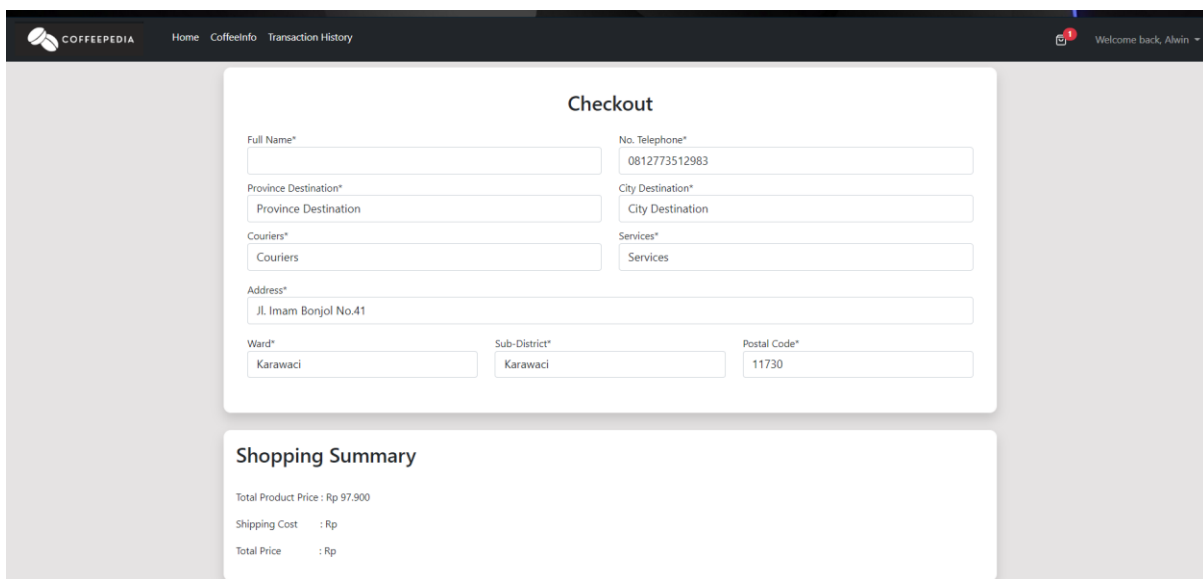 COFFEEPEDIA Home CoffeeInfo Transaction History 1 Welcome back, Alwin
Checkout
Full Name* No. Telephone*
0812773512983
Province Destination* City Destination*
Province Destination City Destination
Couriers* Services*
Couriers Services
Address*
Jl. Imam Bonjol No.41
Ward* Sub-District* Postal Code*
Karawaci Karawaci 11730
Shopping Summary
Total Product Price : Rp 97.900
Shipping Cost : Rp
Total Price : Rp